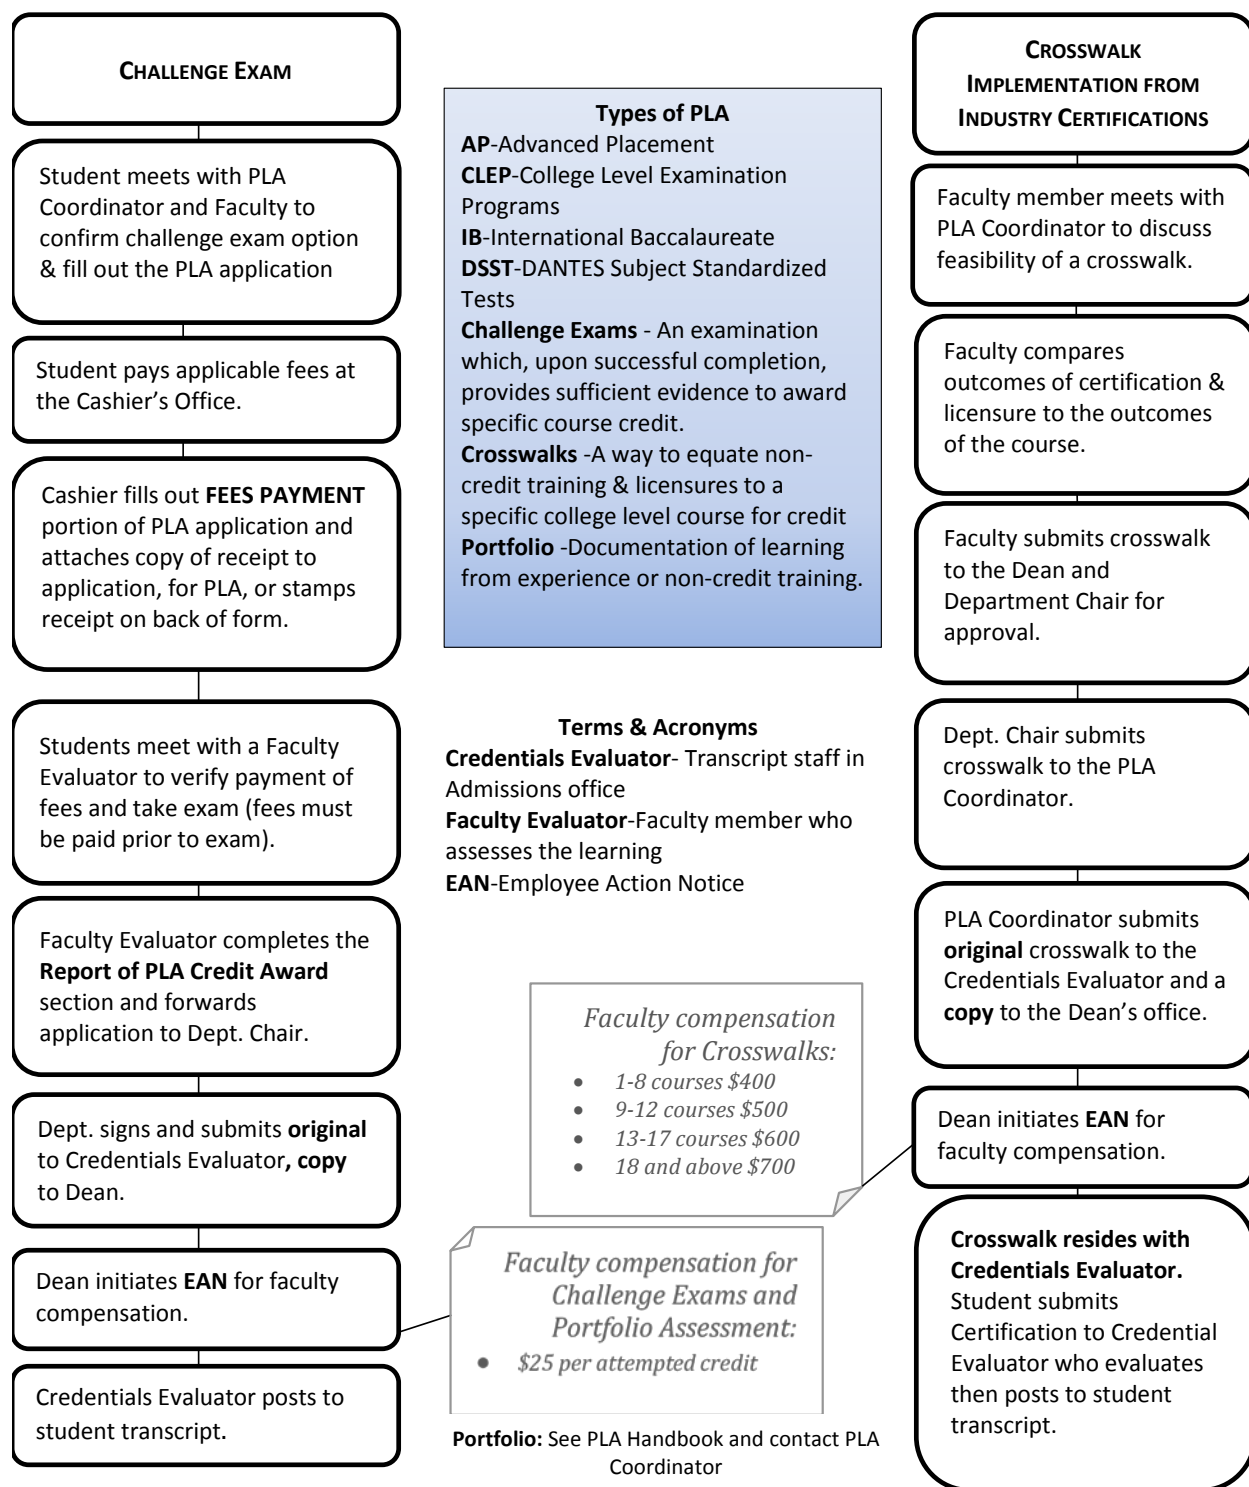 CHALLENGE EXAM
Student meets with PLA
Coordinator and Faculty to
confirm challenge exam option
& fill out the PLA application
Student pays applicable fees at
the Cashier’s Office.
Cashier fills out FEES PAYMENT
portion of PLA application and
attaches copy of receipt to
application, for PLA, or stamps
receipt on back of form.
Students meet with a Faculty
Evaluator to verify payment of
fees and take exam (fees must
be paid prior to exam).
Faculty Evaluator completes the
Report of PLA Credit Award
section and forwards
application to Dept. Chair.
Dept. signs and submits original
to Credentials Evaluator, copy
to Dean.
Dean initiates EAN for faculty
compensation.
Credentials Evaluator posts to
student transcript.
Types of PLA
AP-Advanced Placement
CLEP-College Level Examination
Programs
IB-International Baccalaureate
DSST-DANTES Subject Standardized
Tests
Challenge Exams - An examination
which, upon successful completion,
provides sufficient evidence to award
specific course credit.
Crosswalks -A way to equate non-
credit training & licensures to a
specific college level course for credit
Portfolio -Documentation of learning
from experience or non-credit training.
Terms & Acronyms
Credentials Evaluator- Transcript staff in
Admissions office
Faculty Evaluator-Faculty member who
assesses the learning
EAN-Employee Action Notice
Faculty compensation
for Crosswalks:
• 1-8 courses $400
• 9-12 courses $500
• 13-17 courses $600
• 18 and above $700
Faculty compensation for
Challenge Exams and
Portfolio Assessment:
• $25 per attempted credit
Portfolio: See PLA Handbook and contact PLA
Coordinator
CROSSWALK
IMPLEMENTATION FROM
INDUSTRY CERTIFICATIONS
Faculty member meets with
PLA Coordinator to discuss
feasibility of a crosswalk.
Faculty compares
outcomes of certification &
licensure to the outcomes
of the course.
Faculty submits crosswalk
to the Dean and
Department Chair for
approval.
Dept. Chair submits
crosswalk to the PLA
Coordinator.
PLA Coordinator submits
original crosswalk to the
Credentials Evaluator and a
copy to the Dean’s office.
Dean initiates EAN for
faculty compensation.
Crosswalk resides with
Credentials Evaluator.
Student submits
Certification to Credential
Evaluator who evaluates
then posts to student
transcript.